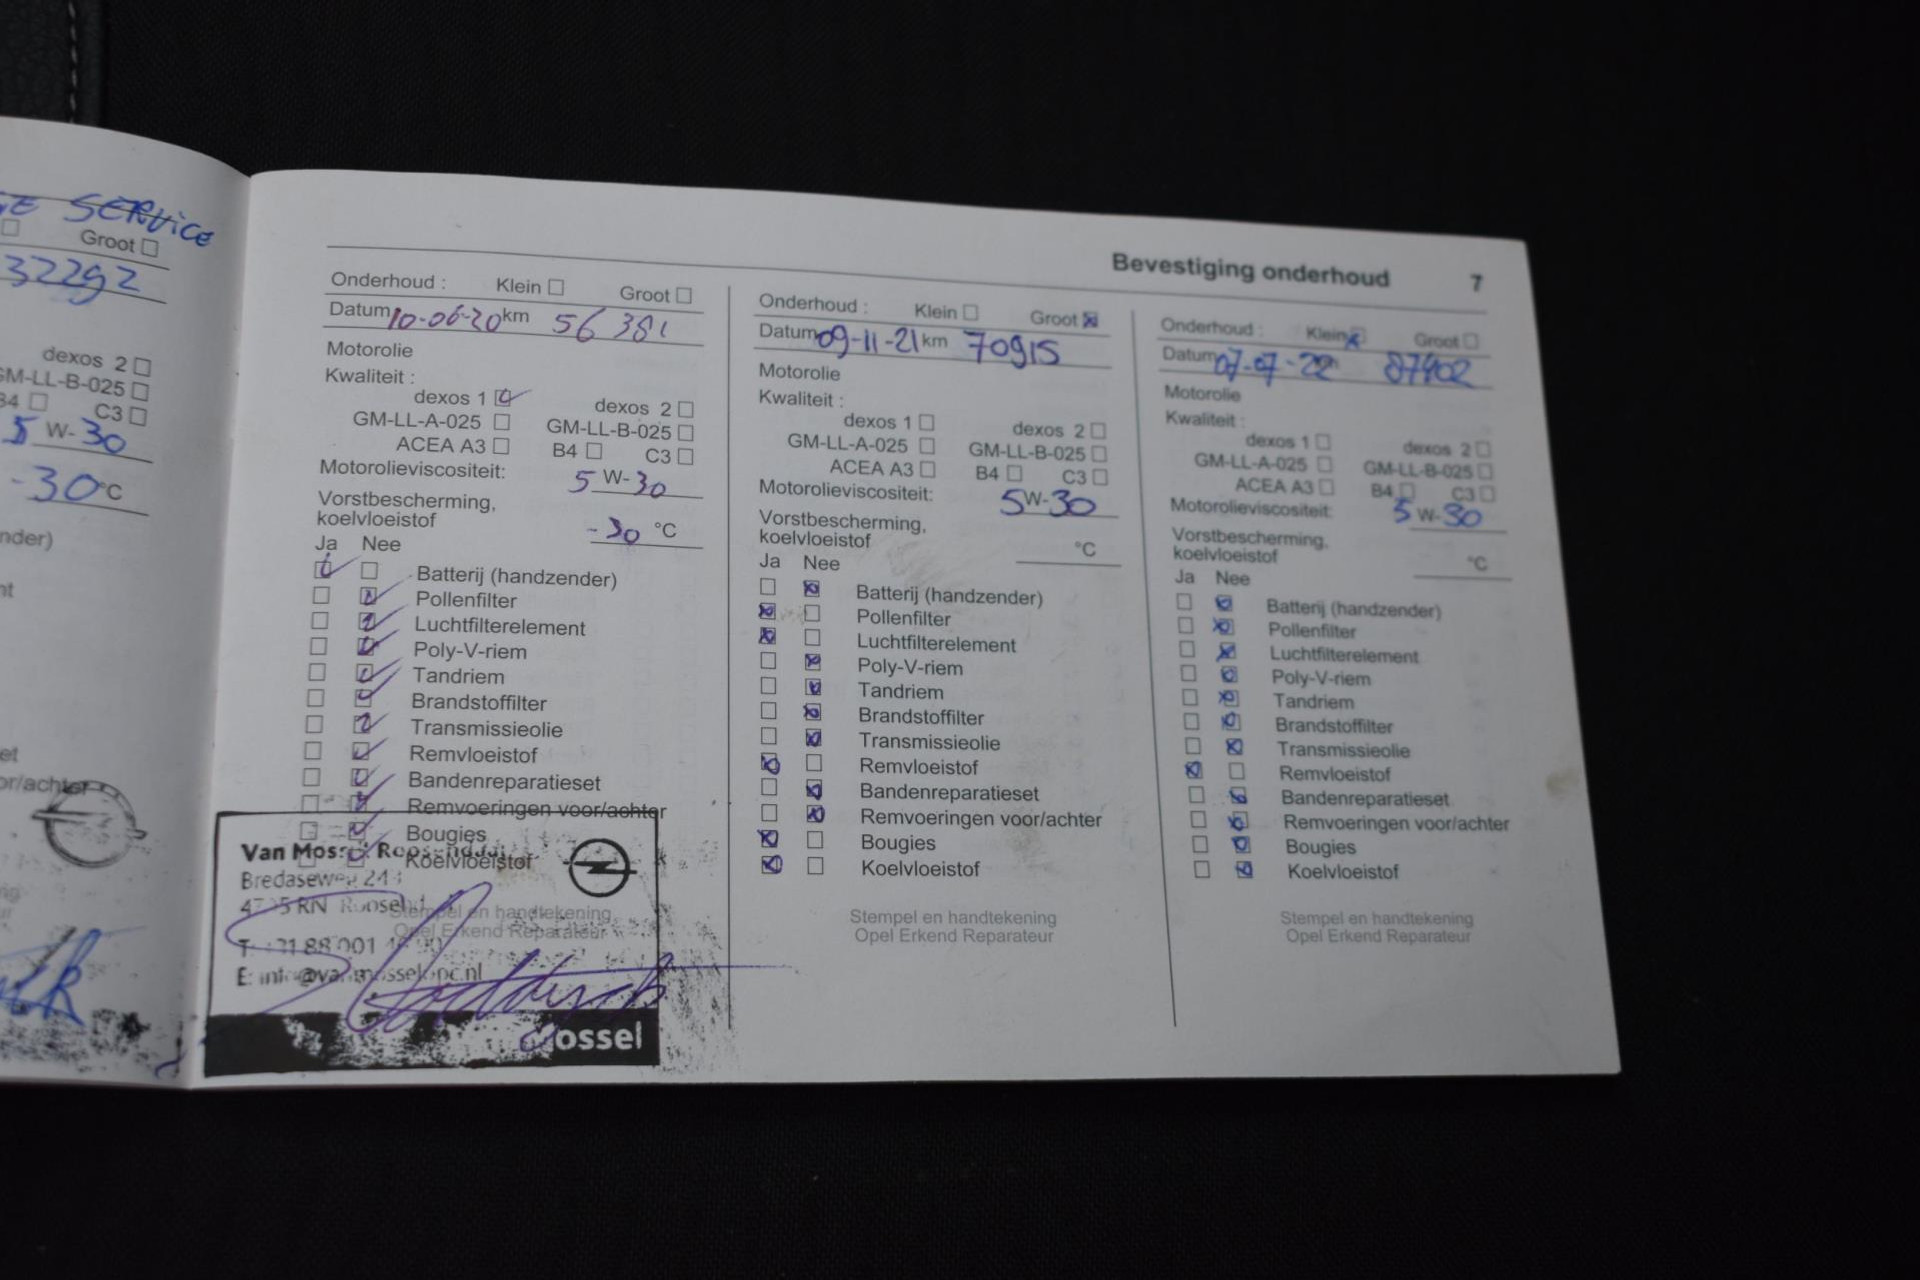 GE SERVICE
Groot
32292
dexos 2
GM-LL-B-025
B4 C3
5 W-30
-30 °C
Bevestiging onderhoud 7
Onderhoud : Klein Groot
Datum 10-06-20 km 56 381
Motorolie
Kwaliteit :
dexos 1 dexos 2
GM-LL-A-025 GM-LL-B-025
ACEA A3 B4 C3
Motorolieviscositeit: 5 W-30
Vorstbescherming,
koelvloeistof -30 °C
Ja Nee
Batterij (handzender)
Pollenfilter
Luchtfilterelement
Poly-V-riem
Tandriem
Brandstoffilter
Transmissieolie
Remvloeistof
Bandenreparatieset
Remvoeringen voor/achter
Bougies
Koelvloeistof
Stempel en handtekening
Opel Erkend Reparateur
Van Mossel Roosendaal
Bredaseweg
RN Roosend
ossel
Onderhoud : Klein Groot
Datum 09-11-21 km 70915
Motorolie
Kwaliteit :
dexos 1 dexos 2
GM-LL-A-025 GM-LL-B-025
ACEA A3 B4 C3
Motorolieviscositeit: 5 W-30
Vorstbescherming,
koelvloeistof °C
Ja Nee
Batterij (handzender)
Pollenfilter
Luchtfilterelement
Poly-V-riem
Tandriem
Brandstoffilter
Transmissieolie
Remvloeistof
Bandenreparatieset
Remvoeringen voor/achter
Bougies
Koelvloeistof
Stempel en handtekening
Opel Erkend Reparateur
Onderhoud : Klein Groot
Datum 07-07-22 87402
Motorolie
Kwaliteit :
dexos 1 dexos 2
GM-LL-A-025 GM-LL-B-025
ACEA A3 B4 C3
Motorolieviscositeit: 5 W-30
Vorstbescherming,
koelvloeistof °C
Ja Nee
Batterij (handzender)
Pollenfilter
Luchtfilterelement
Poly-V-riem
Tandriem
Brandstoffilter
Transmissieolie
Remvloeistof
Bandenreparatieset
Remvoeringen voor/achter
Bougies
Koelvloeistof
Stempel en handtekening
Opel Erkend Reparateur